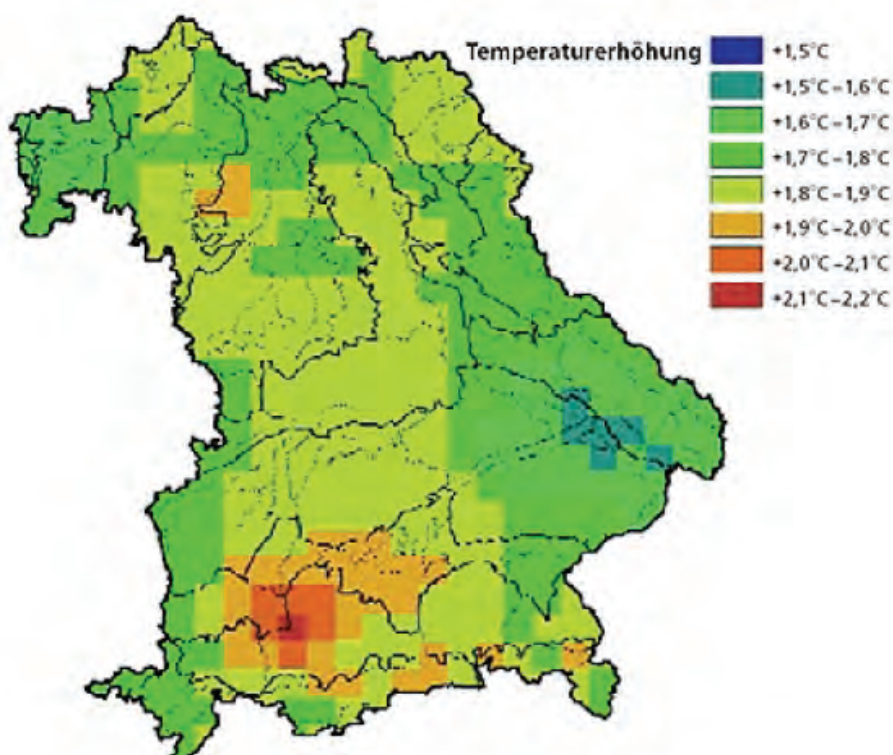 Temperaturerhöhung
+1,5°C
+1,5°C–1,6°C
+1,6°C–1,7°C
+1,7°C–1,8°C
+1,8°C–1,9°C
+1,9°C–2,0°C
+2,0°C–2,1°C
+2,1°C–2,2°C